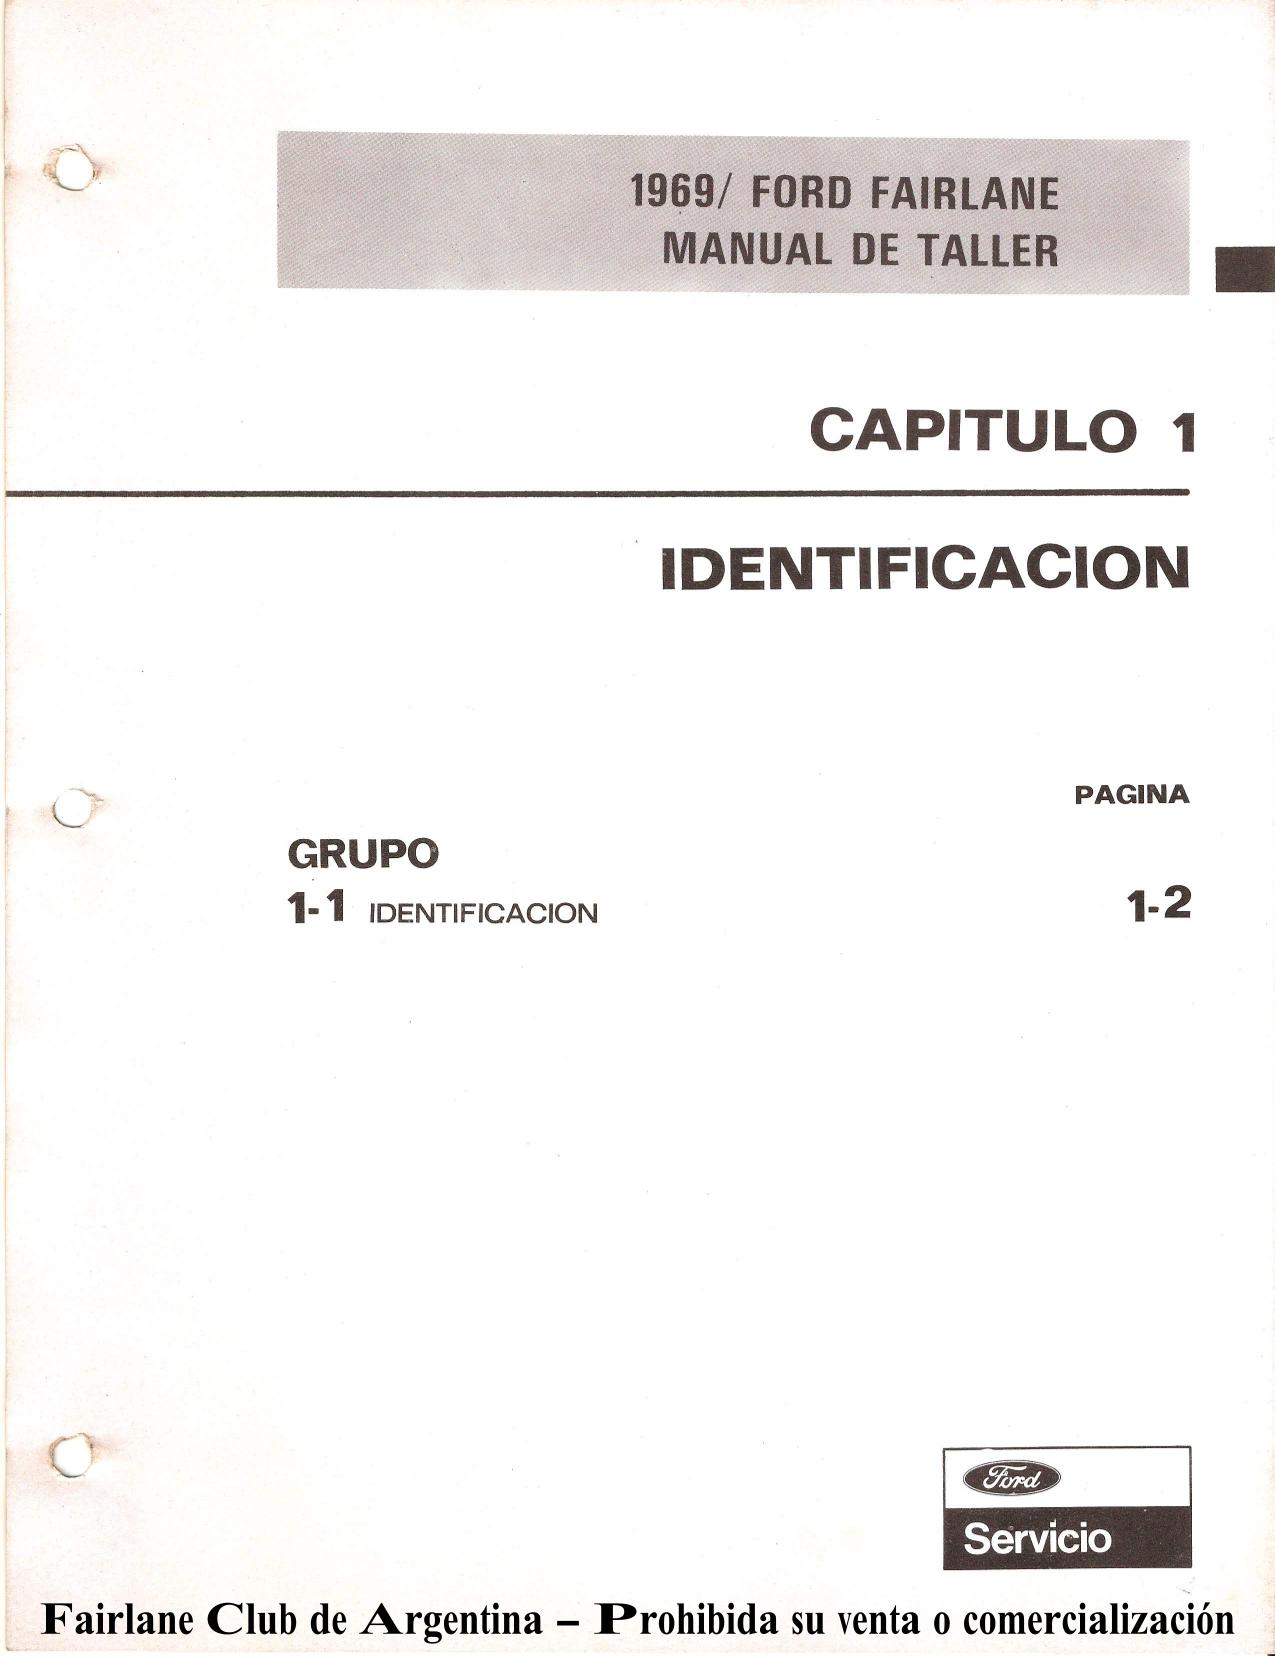 1969/ FORD FAIRLANE
MANUAL DE TALLER
CAPITULO 1
IDENTIFICACION
PAGINA
GRUPO
1-1 IDENTIFICACION 1-2
Ford
Servicio
Fairlane Club de Argentina – Prohibida su venta o comercialización